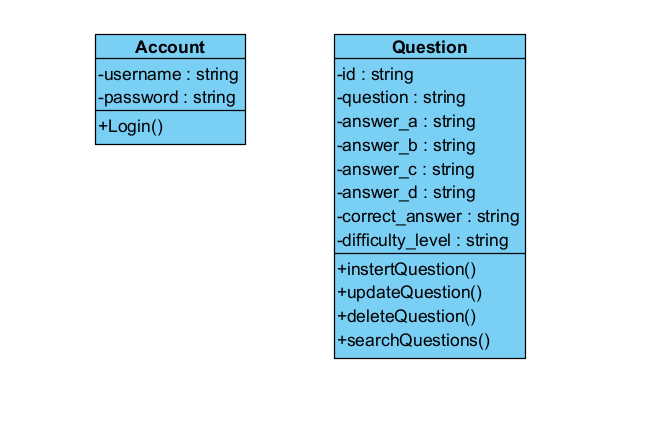 Account
-username : string
-password : string
+Login()
Question
-id : string
-question : string
-answer_a : string
-answer_b : string
-answer_c : string
-answer_d : string
-correct_answer : string
-difficulty_level : string
+instertQuestion()
+updateQuestion()
+deleteQuestion()
+searchQuestions()